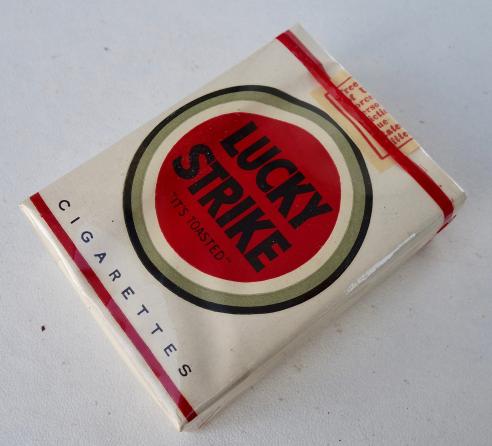 LUCKY
STRIKE
"IT'S TOASTED"
CIGARETTES